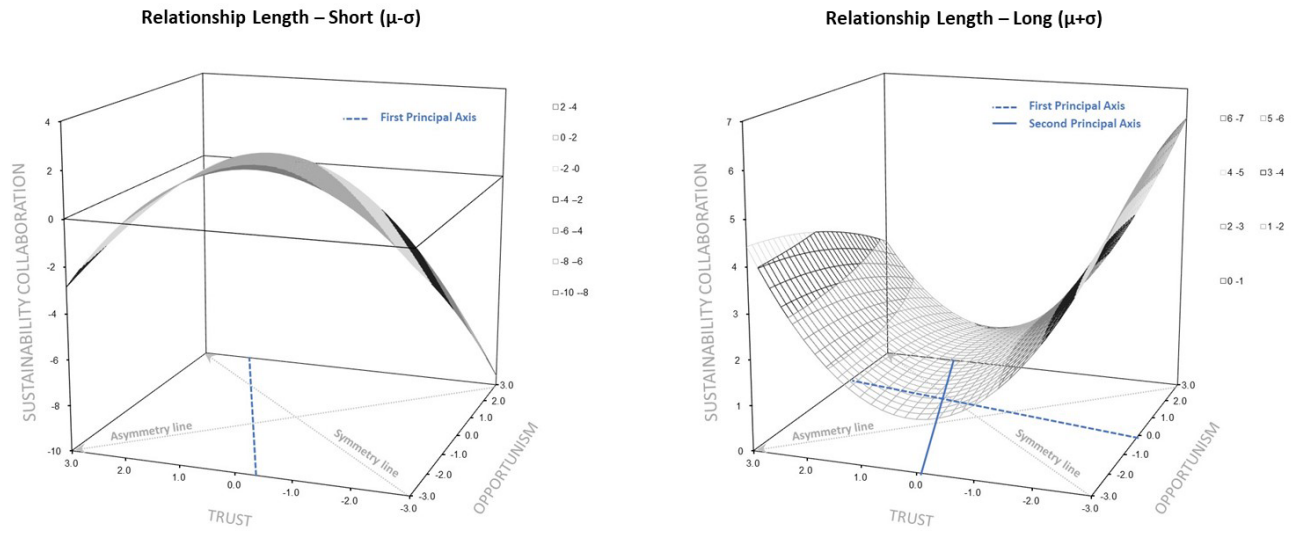 Relationship Length – Short (μ-σ)
First Principal Axis
SUSTAINABILITY COLLABORATION
4
2
0
-2
-4
-6
-8
-10
3.0
2.0
1.0
0.0
-1.0
-2.0
-3.0
TRUST
3.0
2.0
1.0
0.0
-1.0
-2.0
-3.0
OPPORTUNISM
Asymmetry line
Symmetry line
2 -4
0 -2
-2 -0
-4 --2
-6 --4
-8 --6
-10 --8
Relationship Length – Long (μ+σ)
First Principal Axis
Second Principal Axis
SUSTAINABILITY COLLABORATION
7
6
5
4
3
2
1
0
3.0
2.0
1.0
0.0
-1.0
-2.0
-3.0
TRUST
3.0
2.0
1.0
0.0
-1.0
-2.0
-3.0
OPPORTUNISM
Asymmetry line
Symmetry line
6 -7 5 -6
4 -5 3 -4
2 -3 1 -2
0 -1